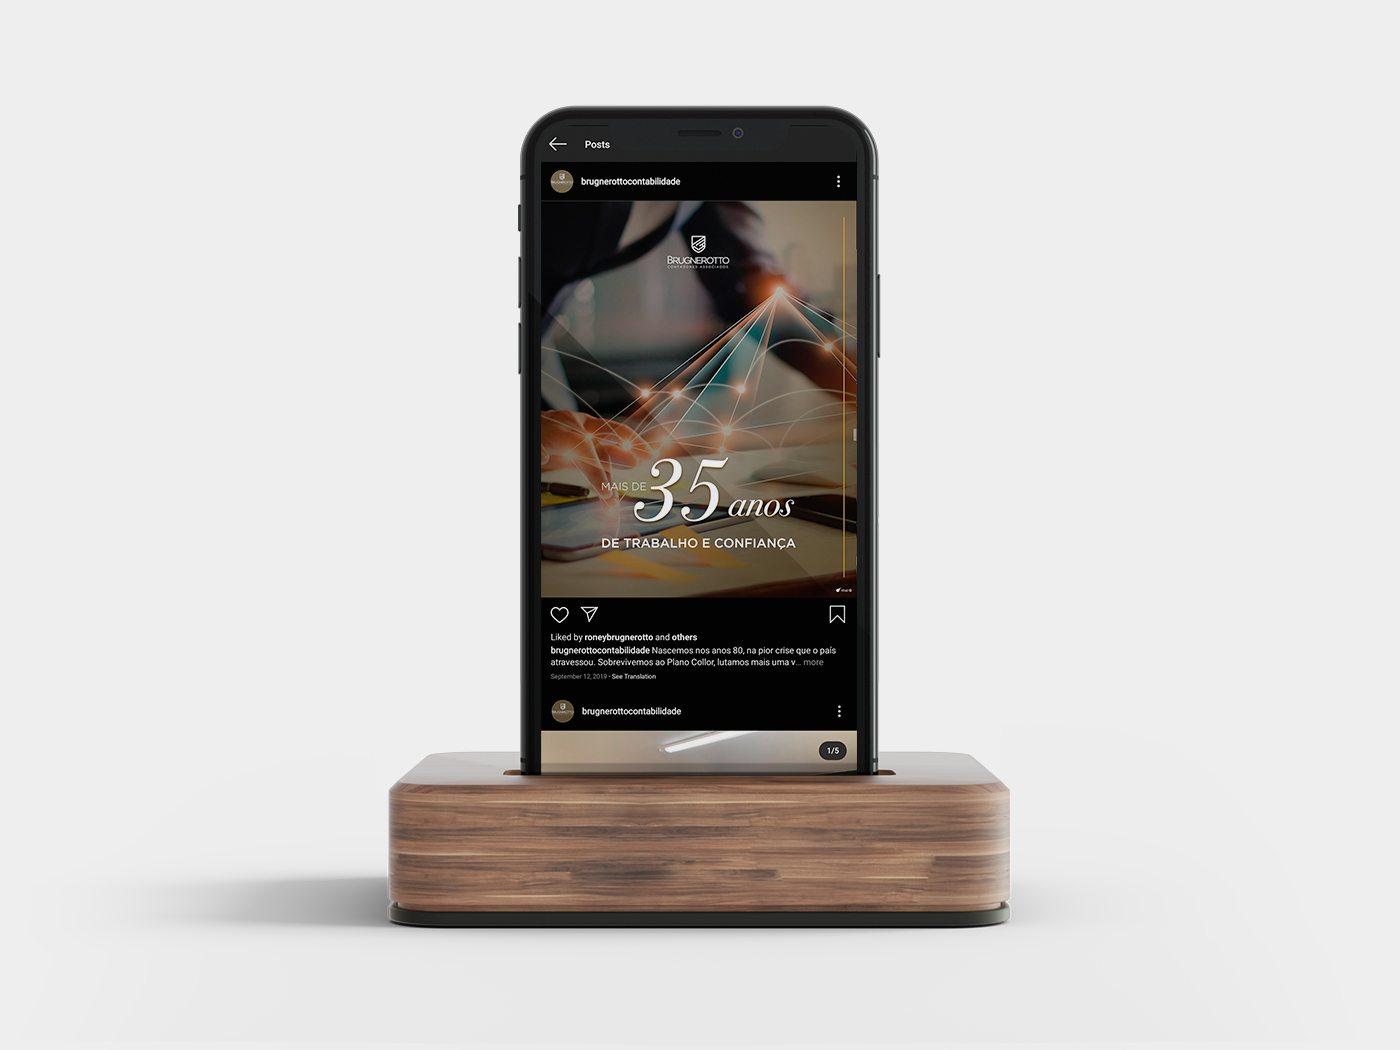 Posts
brugnerottocontabilidade
BRUGNEROTTO
CONTADORES ASSOCIADOS
MAIS DE 35 anos
DE TRABALHO E CONFIANÇA
Liked by roneybrugnerotto and others
brugnerottocontabilidade Nascemos nos anos 80, na pior crise que o país
atravessou. Sobrevivemos ao Plano Collor, lutamos mais uma v... more
September 12, 2019 • See Translation
brugnerottocontabilidade
1/5